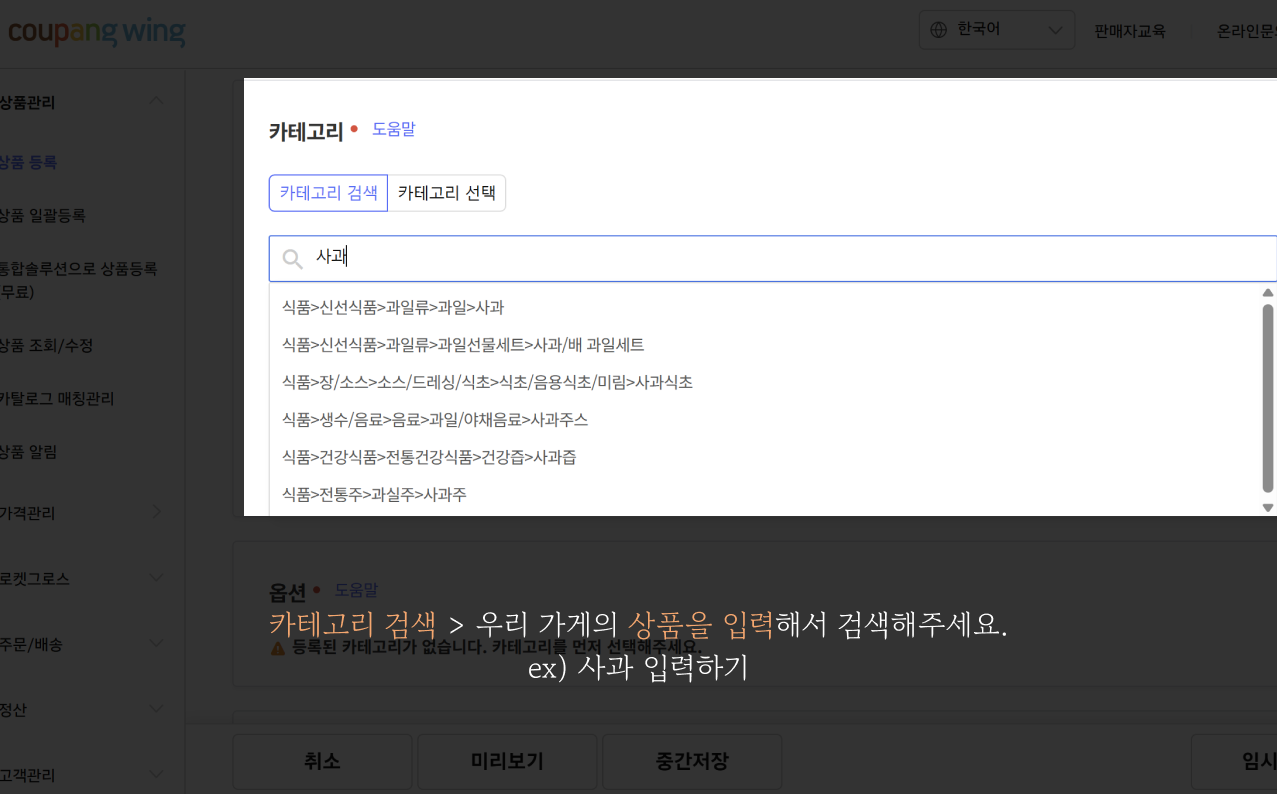 coupang wing
한국어
판매자교육
온라인문의
상품관리
상품 등록
상품 일괄등록
통합솔루션으로 상품등록
무료)
상품 조회/수정
카탈로그 매칭관리
상품 알림
가격관리
로켓그로스
주문/배송
정산
고객관리
카테고리 • 도움말
카테고리 검색 카테고리 선택
사과
식품>신선식품>과일류>과일>사과
식품>신선식품>과일류>과일선물세트>사과/배 과일세트
식품>장/소스>소스/드레싱/식초>식초/음용식초/미림>사과식초
식품>생수/음료>음료>과일/야채음료>사과주스
식품>건강식품>전통건강식품>건강즙>사과즙
식품>전통주>과실주>사과주
옵션 • 도움말
카테고리 검색 > 우리 가게의 상품을 입력해서 검색해주세요.
등록된 카테고리가 없습니다. 카테고리를 먼저 선택해주세요.
ex) 사과 입력하기
취소
미리보기
중간저장
임시